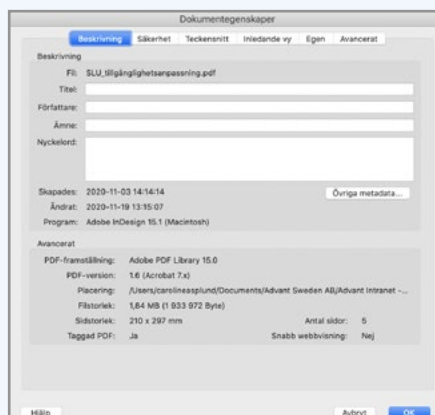 Dokumentegenskaper
Beskrivning Säkerhet Teckensnitt Inledande vy Egen Avancerat
Beskrivning
Fil: SLU_tillgänglighetsanpassning.pdf
Titel:
Författare:
Ämne:
Nyckelord:
Skapades: 2020-11-03 14:14:14 Övriga metadata...
Ändrat: 2020-11-19 13:15:07
Program: Adobe InDesign 15.1 (Macintosh)
Avancerat
PDF-framställning: Adobe PDF Library 15.0
PDF-version: 1.6 (Acrobat 7.x)
Placering: /Users/carolineasplund/Documents/Advant Sweden AB/Advant Intranet -...
Filstorlek: 1,84 MB (1 933 972 Byte)
Sidstorlek: 210 x 297 mm Antal sidor: 5
Taggad PDF: Ja Snabb webbvisning: Nej
Hjälp Avbryt OK